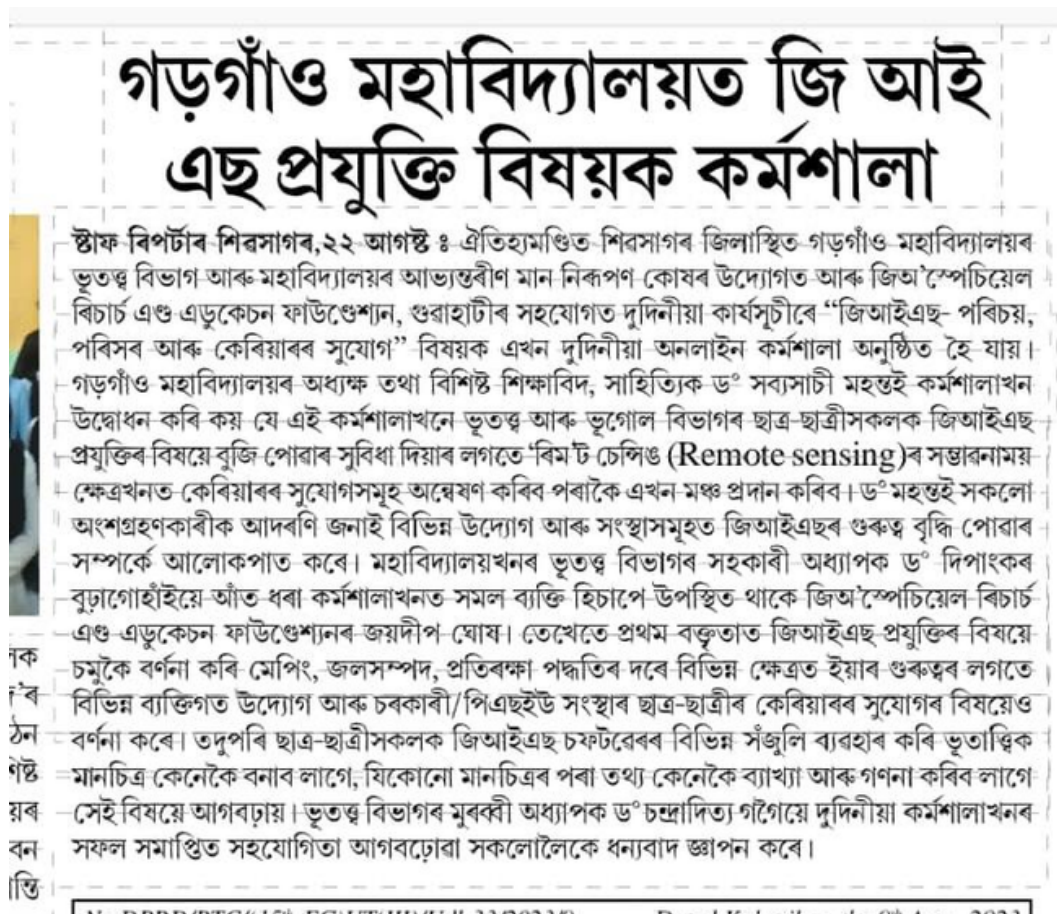 গড়গাঁও মহাবিদ্যালয়ত জি আই
এছ প্ৰযুক্তি বিষয়ক কৰ্মশালা
ষ্টাফ ৰিপৰ্টাৰ শিৱসাগৰ,২২ আগষ্ট ঃ ঐতিহ্যমণ্ডিত শিৱসাগৰ জিলাস্থিত গড়গাঁও মহাবিদ্যালয়ৰ
ভূতত্ত্ব বিভাগ আৰু মহাবিদ্যালয়ৰ আভ্যন্তৰীণ মান নিৰূপণ কোষৰ উদ্যোগত আৰু জিঅ'স্পেচিয়েল
ৰিচাৰ্চ এণ্ড এডুকেচন ফাউণ্ডেশ্যন, গুৱাহাটীৰ সহযোগত দুদিনীয়া কাৰ্যসূচীৰে “জিআইএছ- পৰিচয়,
পৰিসৰ আৰু কেৰিয়াৰৰ সুযোগ” বিষয়ক এখন দুদিনীয়া অনলাইন কৰ্মশালা অনুষ্ঠিত হৈ যায়।
গড়গাঁও মহাবিদ্যালয়ৰ অধ্যক্ষ তথা বিশিষ্ট শিক্ষাবিদ, সাহিত্যিক ড° সব্যসাচী মহন্তই কৰ্মশালাখন
উদ্বোধন কৰি কয় যে এই কৰ্মশালাখনে ভূতত্ত্ব আৰু ভূগোল বিভাগৰ ছাত্ৰ-ছাত্ৰীসকলক জিআইএছ
প্ৰযুক্তিৰ বিষয়ে বুজি পোৱাৰ সুবিধা দিয়াৰ লগতে ‘ৰিম’ট চেন্সিঙ (Remote sensing)ৰ সম্ভাৱনাময়
ক্ষেত্ৰখনত কেৰিয়াৰৰ সুযোগসমূহ অন্বেষণ কৰিব পৰাকৈ এখন মঞ্চ প্ৰদান কৰিব। ড° মহন্তই সকলো
অংশগ্ৰহণকাৰীক আদৰণি জনাই বিভিন্ন উদ্যোগ আৰু সংস্থাসমূহত জিআইএছৰ গুৰুত্ব বৃদ্ধি পোৱাৰ
সম্পৰ্কে আলোকপাত কৰে। মহাবিদ্যালয়খনৰ ভূতত্ত্ব বিভাগৰ সহকাৰী অধ্যাপক ড° দিপাংকৰ
বুঢ়াগোহাঁইয়ে আঁত ধৰা কৰ্মশালাখনত সমল ব্যক্তি হিচাপে উপস্থিত থাকে জিঅ'স্পেচিয়েল ৰিচাৰ্চ
এণ্ড এডুকেচন ফাউণ্ডেশ্যনৰ জয়দীপ ঘোষ। তেখেতে প্ৰথম বক্তৃতাত জিআইএছ প্ৰযুক্তিৰ বিষয়ে
চমুকৈ বৰ্ণনা কৰি মেপিং, জলসম্পদ, প্ৰতিৰক্ষা পদ্ধতিৰ দৰে বিভিন্ন ক্ষেত্ৰত ইয়াৰ গুৰুত্বৰ লগতে
বিভিন্ন ব্যক্তিগত উদ্যোগ আৰু চৰকাৰী/পিএছইউ সংস্থাৰ ছাত্ৰ-ছাত্ৰীৰ কেৰিয়াৰৰ সুযোগৰ বিষয়েও
বৰ্ণনা কৰে। তদুপৰি ছাত্ৰ-ছাত্ৰীসকলক জিআইএছ চফটৱেৰৰ বিভিন্ন সঁজুলি ব্যৱহাৰ কৰি ভূতাত্ত্বিক
মানচিত্ৰ কেনেকৈ বনাব লাগে, যিকোনো মানচিত্ৰৰ পৰা তথ্য কেনেকৈ ব্যাখ্যা আৰু গণনা কৰিব লাগে
সেই বিষয়ে আগবঢ়ায়। ভূতত্ত্ব বিভাগৰ মুৰব্বী অধ্যাপক ড° চন্দ্ৰাদিত্য গগৈয়ে দুদিনীয়া কৰ্মশালাখনৰ
সফল সমাপ্তিত সহযোগিতা আগবঢ়োৱা সকলোলৈকে ধন্যবাদ জ্ঞাপন কৰে।